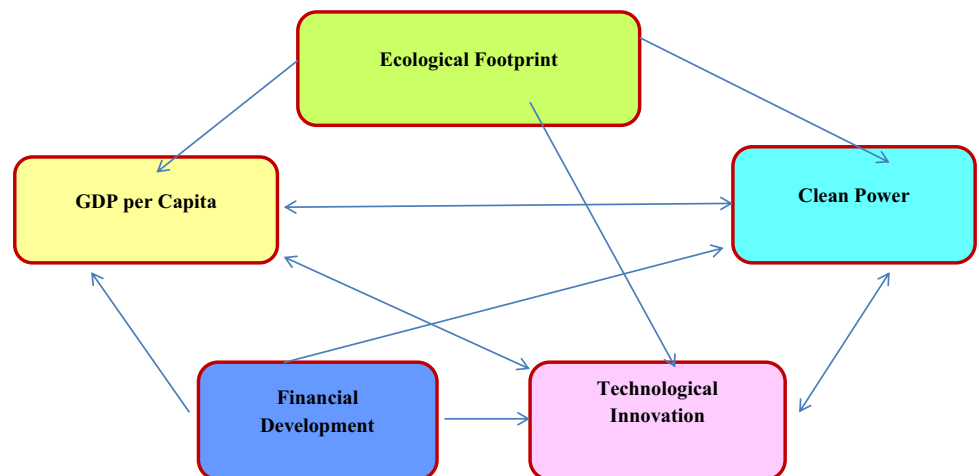 Ecological Footprint
GDP per Capita
Clean Power
Financial
Development
Technological
Innovation